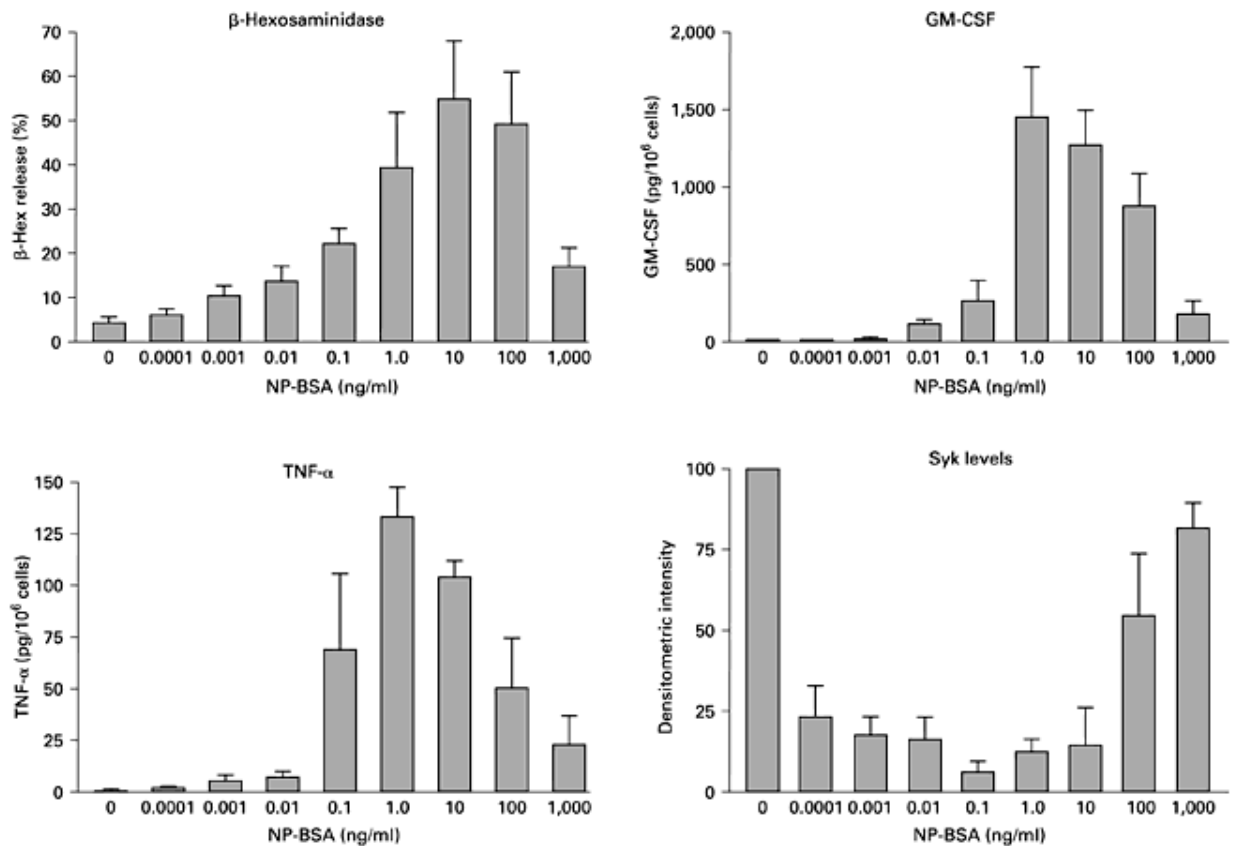 β-Hexosaminidase
70
60
50
40
30
20
10
0
β-Hex release (%)
0 0.0001 0.001 0.01 0.1 1.0 10 100 1,000
NP-BSA (ng/ml)
GM-CSF
2,000
1,500
1,000
500
0
GM-CSF (pg/10⁶ cells)
0 0.0001 0.001 0.01 0.1 1.0 10 100 1,000
NP-BSA (ng/ml)
TNF-α
150
125
100
75
50
25
0
TNF-α (pg/10⁶ cells)
0 0.0001 0.001 0.01 0.1 1.0 10 100 1,000
NP-BSA (ng/ml)
Syk levels
100
75
50
25
0
Densitometric intensity
0 0.0001 0.001 0.01 0.1 1.0 10 100 1,000
NP-BSA (ng/ml)